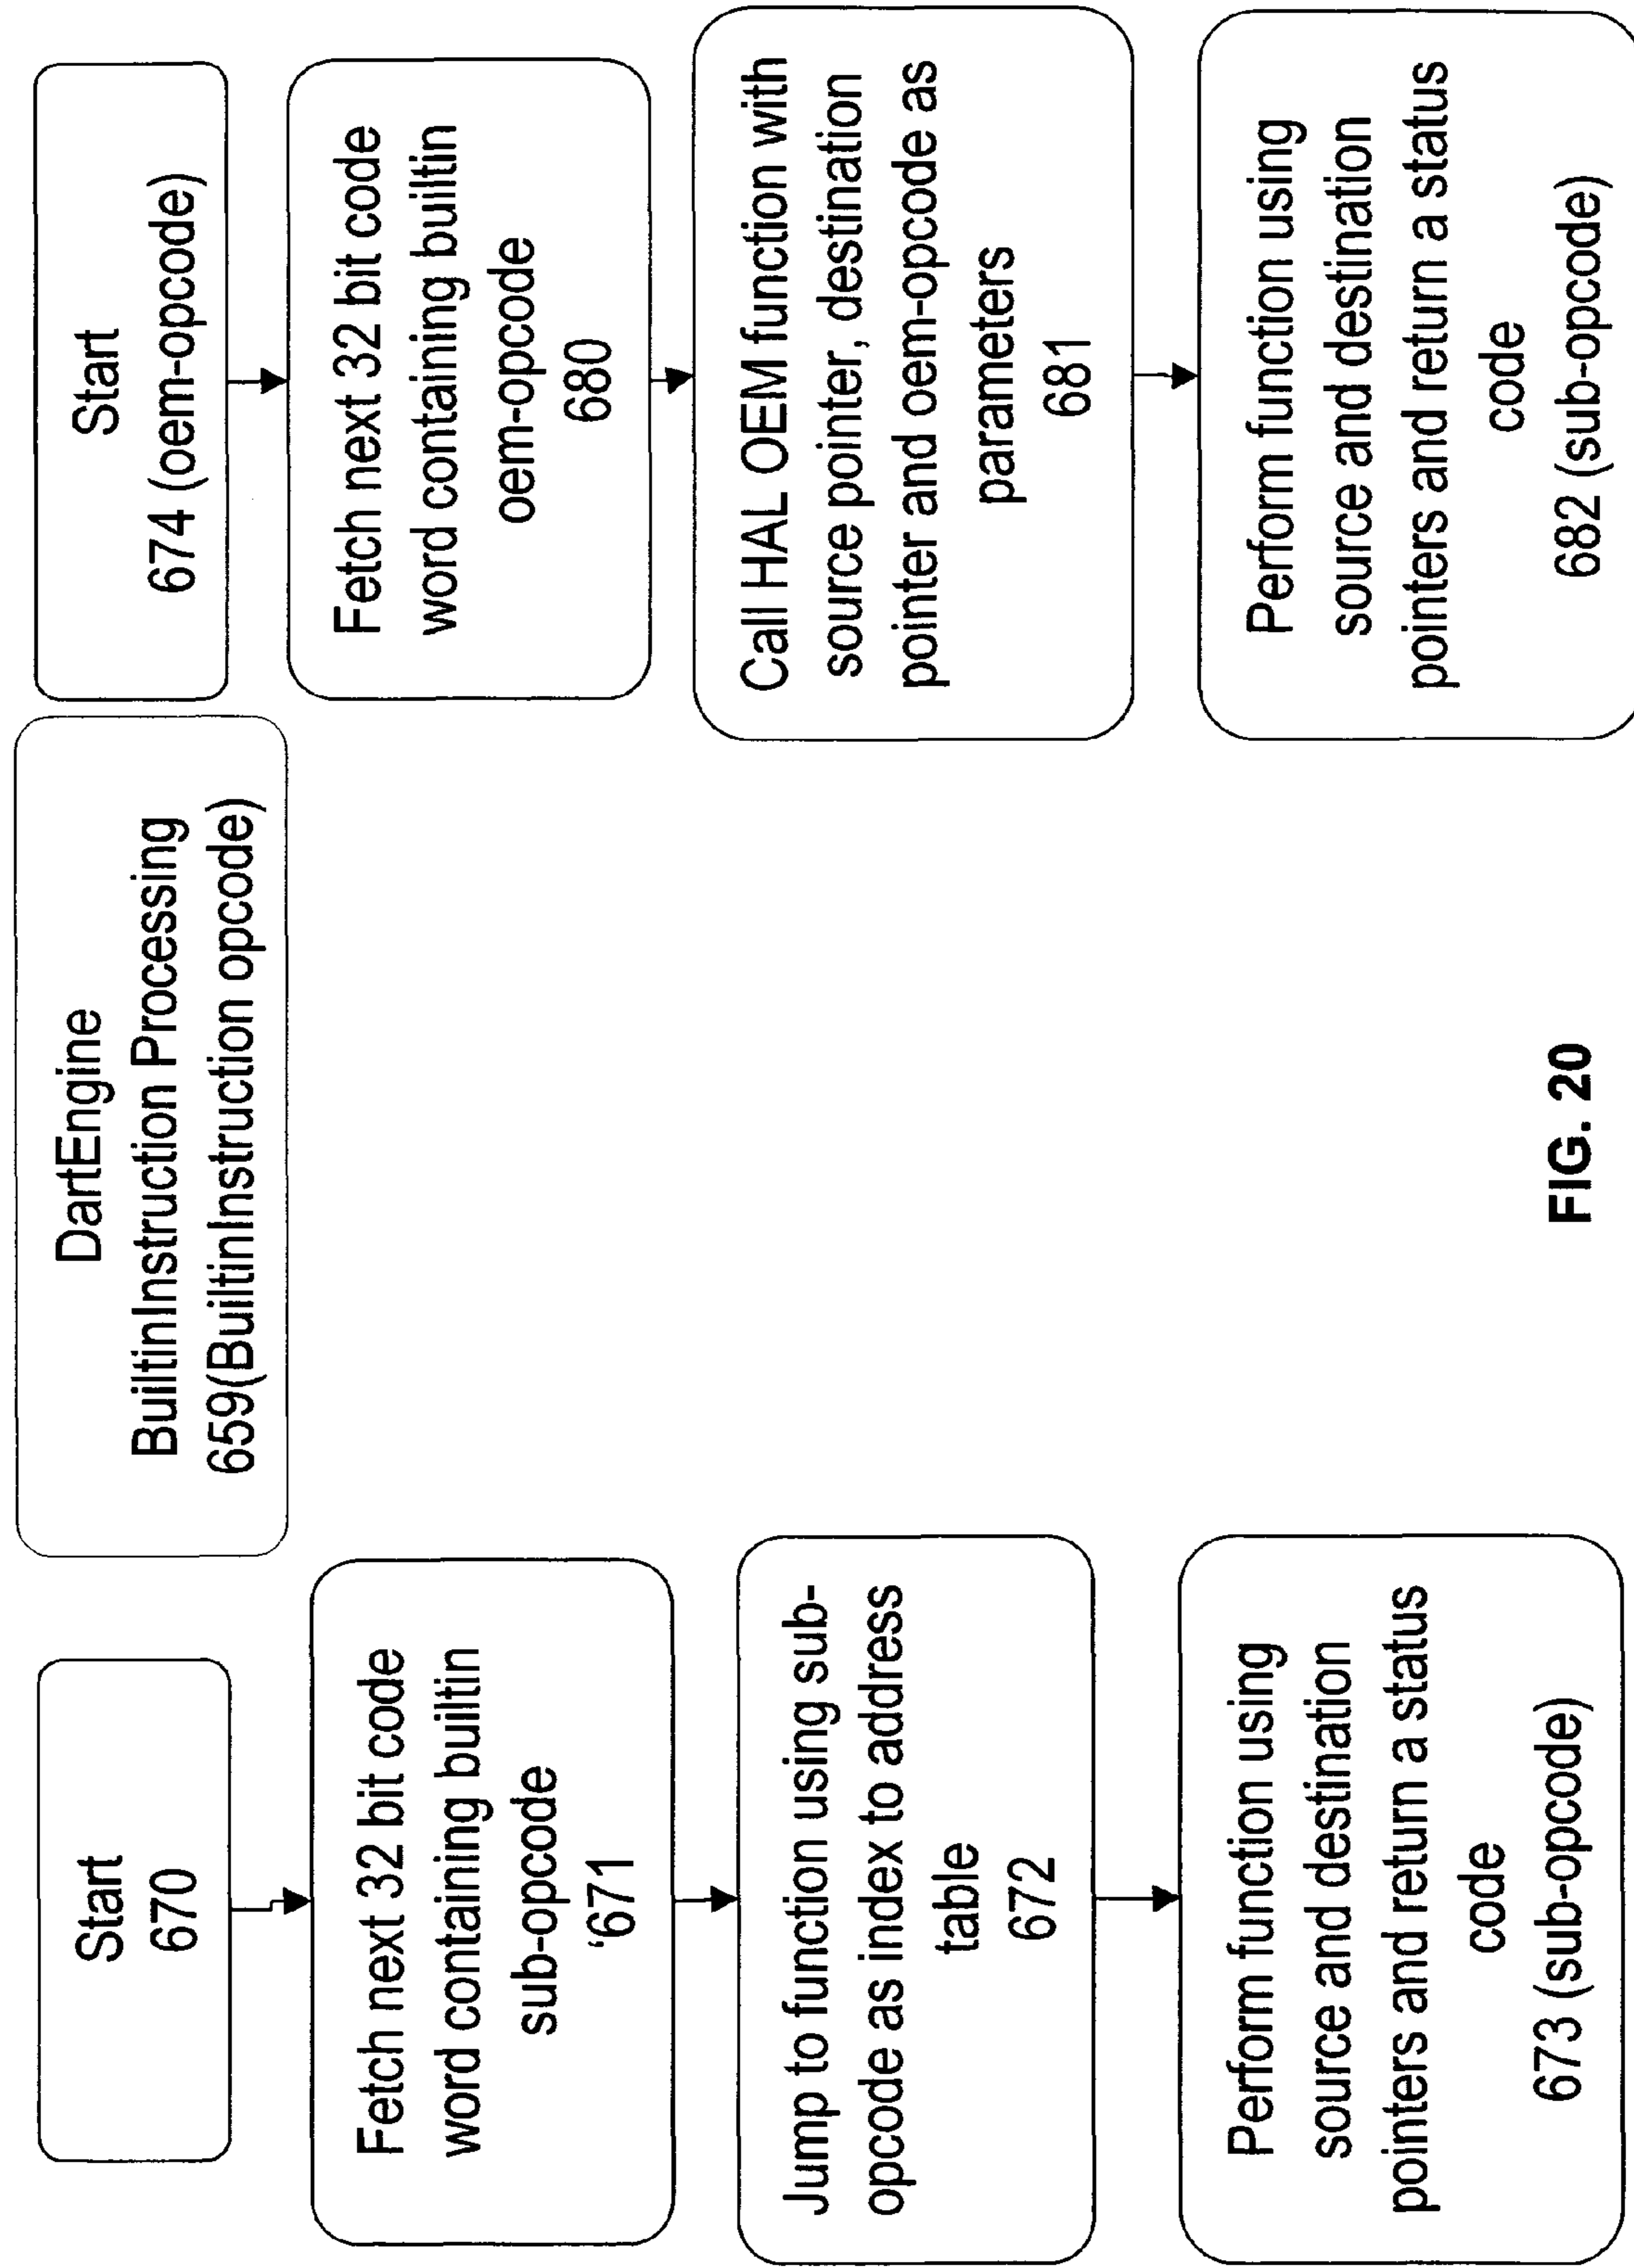 DartEngine
BuiltinInstruction Processing
659(BuiltinInstruction opcode)
Start
670
Fetch next 32 bit code
word containing builtin
sub-opcode
‘671
Jump to function using sub-
opcode as index to address
table
672
Perform function using
source and destination
pointers and return a status
code
673 (sub-opcode)
Start
674 (oem-opcode)
Fetch next 32 bit code
word containing builtin
oem-opcode
680
Call HAL OEM function with
source pointer, destination
pointer and oem-opcode as
parameters
681
Perform function using
source and destination
pointers and return a status
code
682 (sub-opcode)
FIG. 20